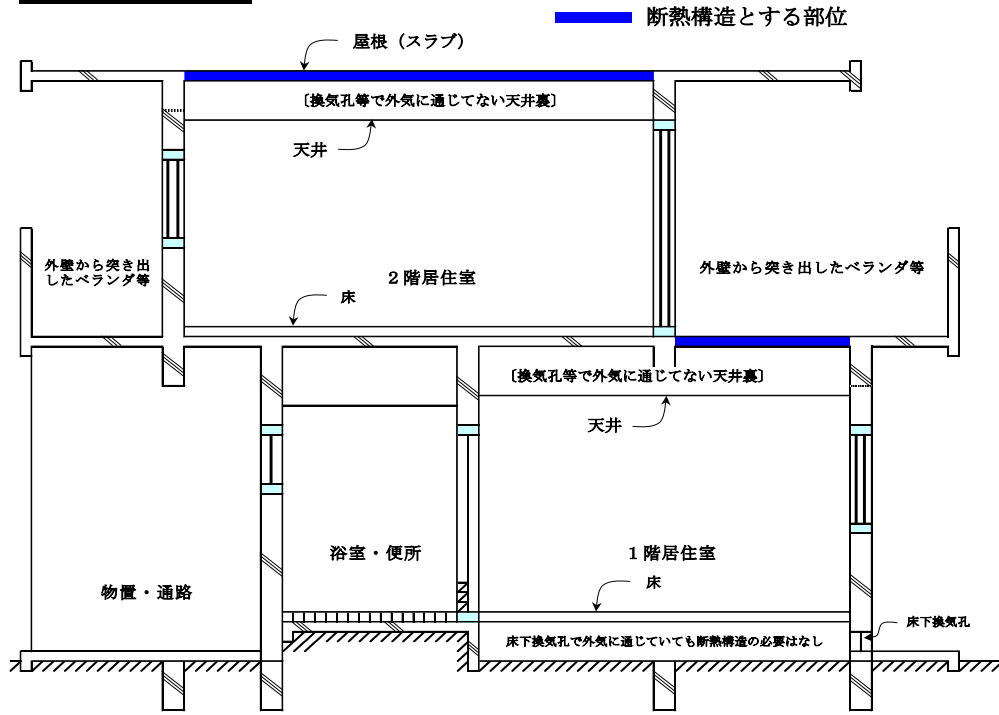 断熱構造とする部位
屋根（スラブ）
〔換気孔等で外気に通じてない天井裏〕
天井
外壁から突き出
したベランダ等
２階居住室
外壁から突き出したベランダ等
床
〔換気孔等で外気に通じてない天井裏〕
天井
浴室・便所
１階居住室
物置・通路
床
床下換気孔
床下換気孔で外気に通じていても断熱構造の必要はなし